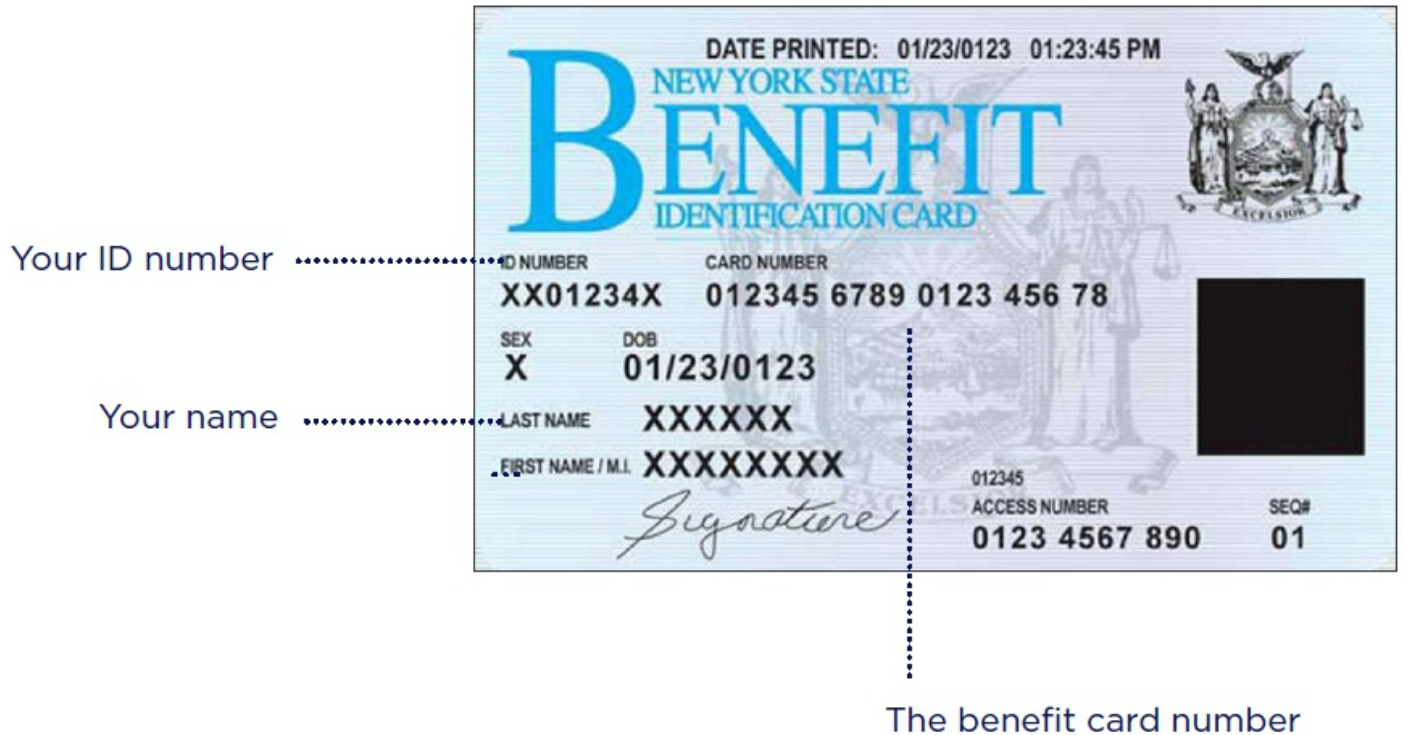 DATE PRINTED: 01/23/0123 01:23:45 PM
NEW YORK STATE
BENEFIT
IDENTIFICATION CARD
EXCELSIOR
Your ID number
ID NUMBER CARD NUMBER
XX01234X 012345 6789 0123 456 78
SEX DOB
X 01/23/0123
Your name
LAST NAME XXXXXX
FIRST NAME / M.I. XXXXXXXX
EXCELSIOR
Signature
012345
ACCESS NUMBER SEQ#
0123 4567 890 01
The benefit card number